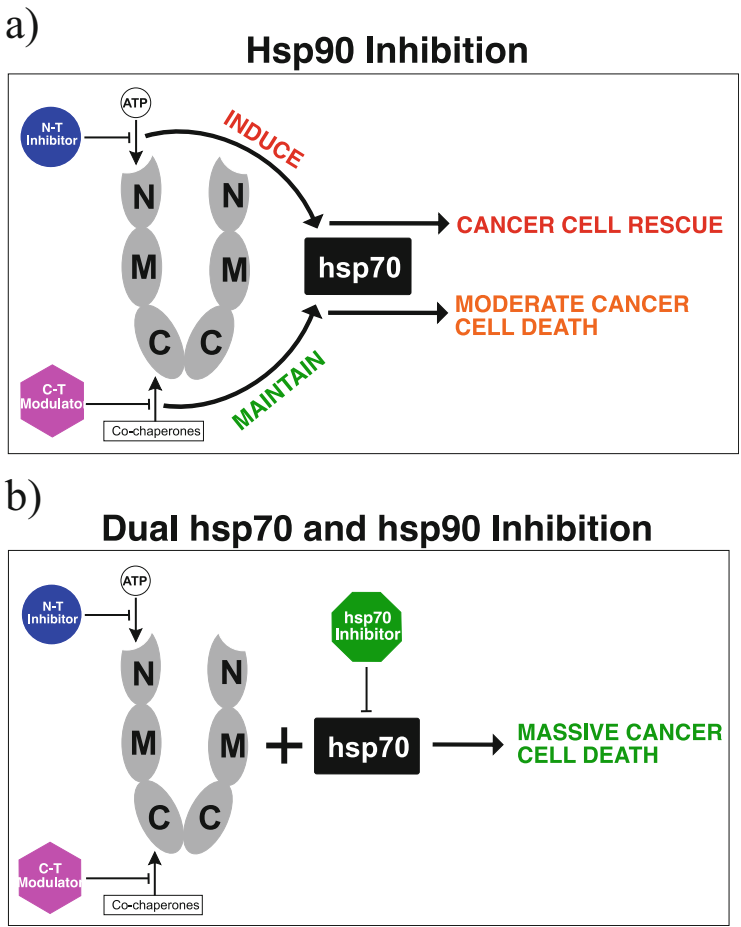 a)
Hsp90 Inhibition
ATP
N-T
Inhibitor
INDUCE
N N
M M
hsp70
CANCER CELL RESCUE
MODERATE CANCER
CELL DEATH
C C
C-T
Modulator
MAINTAIN
Co-chaperones
b)
Dual hsp70 and hsp90 Inhibition
ATP
N-T
Inhibitor
hsp70
Inhibitor
N N
M M
+
hsp70
MASSIVE CANCER
CELL DEATH
C C
C-T
Modulator
Co-chaperones